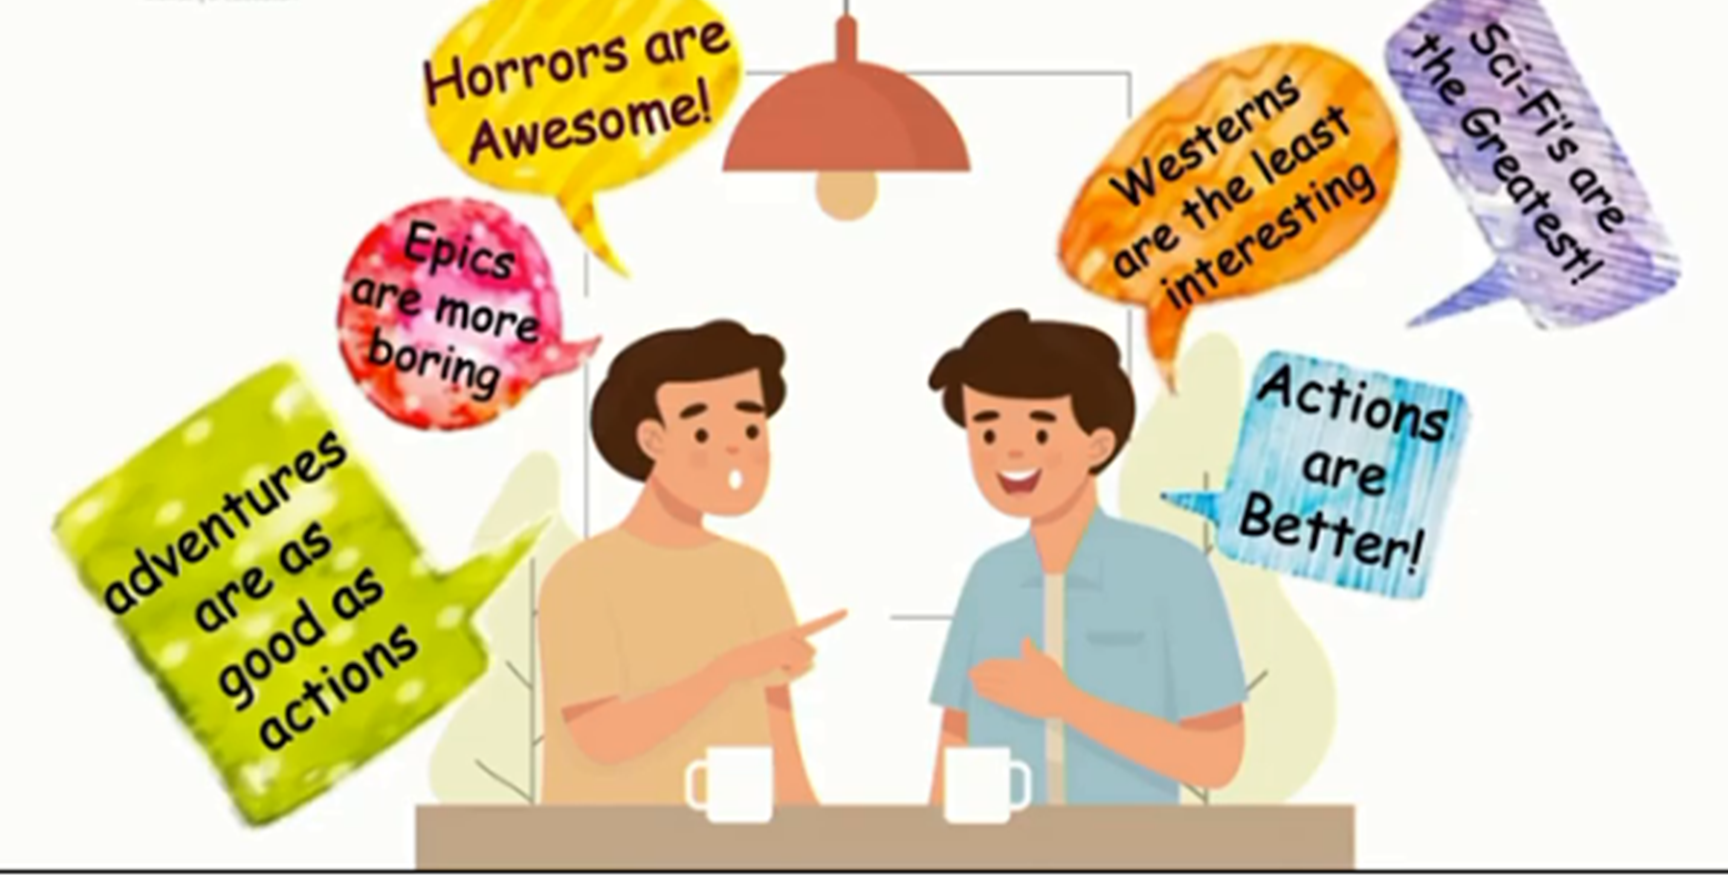 Horrors are
Awesome!
Epics
are more
boring
adventures
are as
good as
actions
Westerns
are the least
interesting
Sci-Fi"s are
the Greatest!
Actions
are
Better!